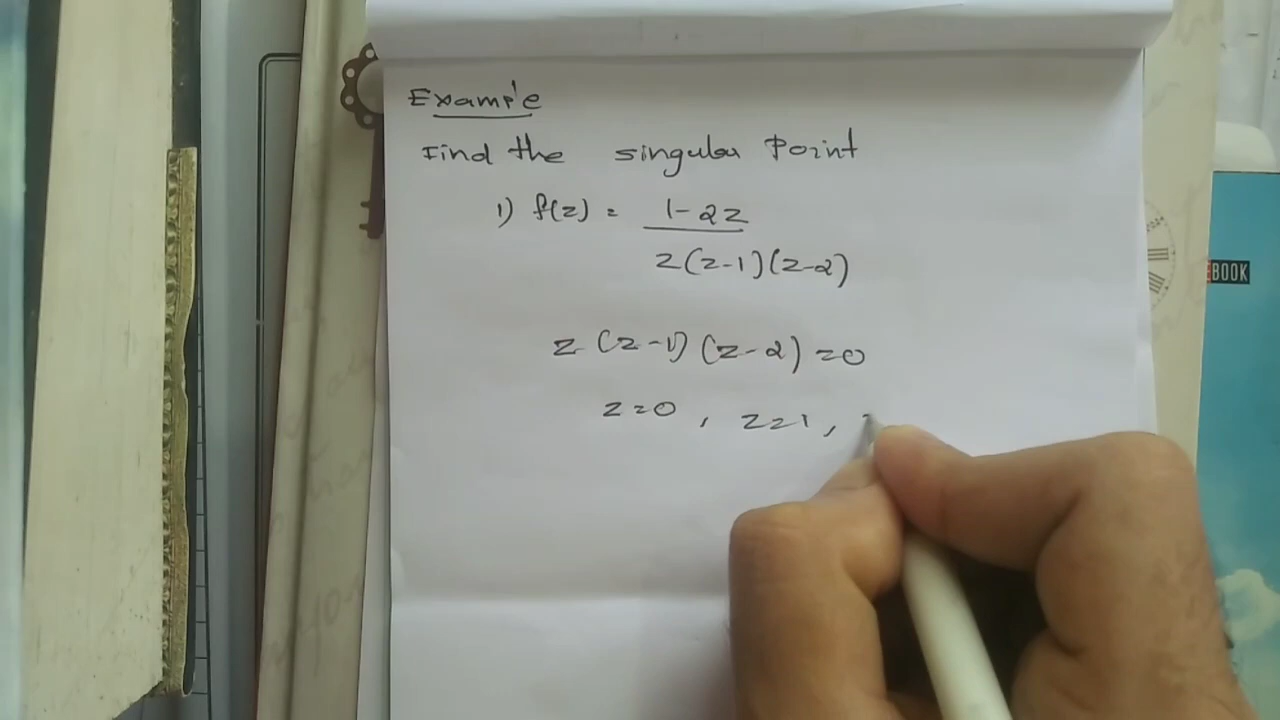 Example
Find the singular Point
1) f(z) = 1-2z
z(z-1)(z-2)
z (z-1) (z-2) =0
z=0 , z=1 ,
BOOK